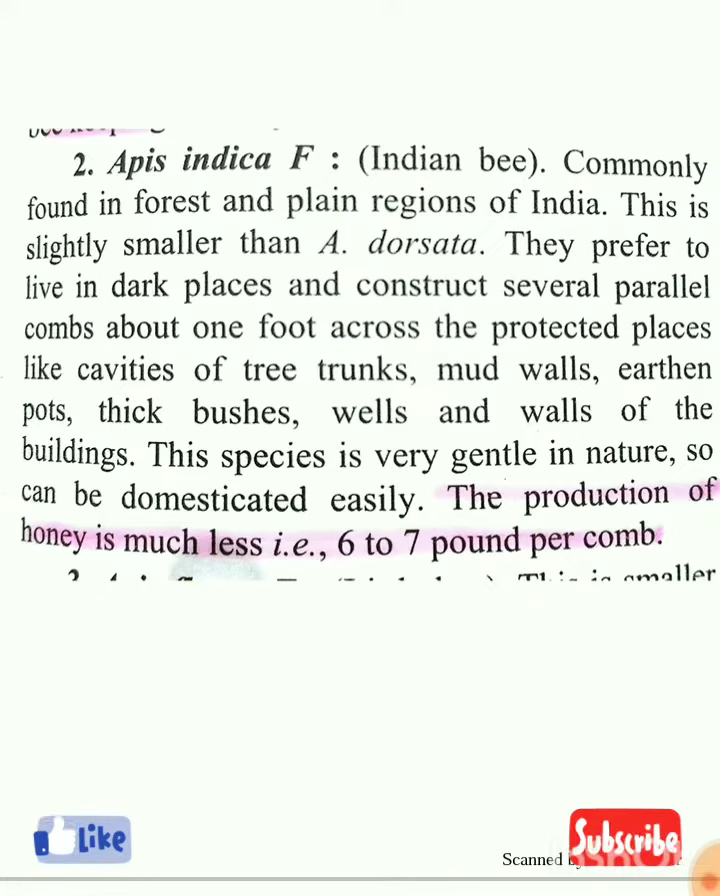 2. Apis indica F : (Indian bee). Commonly
found in forest and plain regions of India. This is
slightly smaller than A. dorsata. They prefer to
live in dark places and construct several parallel
combs about one foot across the protected places
like cavities of tree trunks, mud walls, earthen
pots, thick bushes, wells and walls of the
buildings. This species is very gentle in nature, so
can be domesticated easily. The production of
honey is much less i.e., 6 to 7 pound per comb.
This is smaller
Like
Subscribe
Scanned